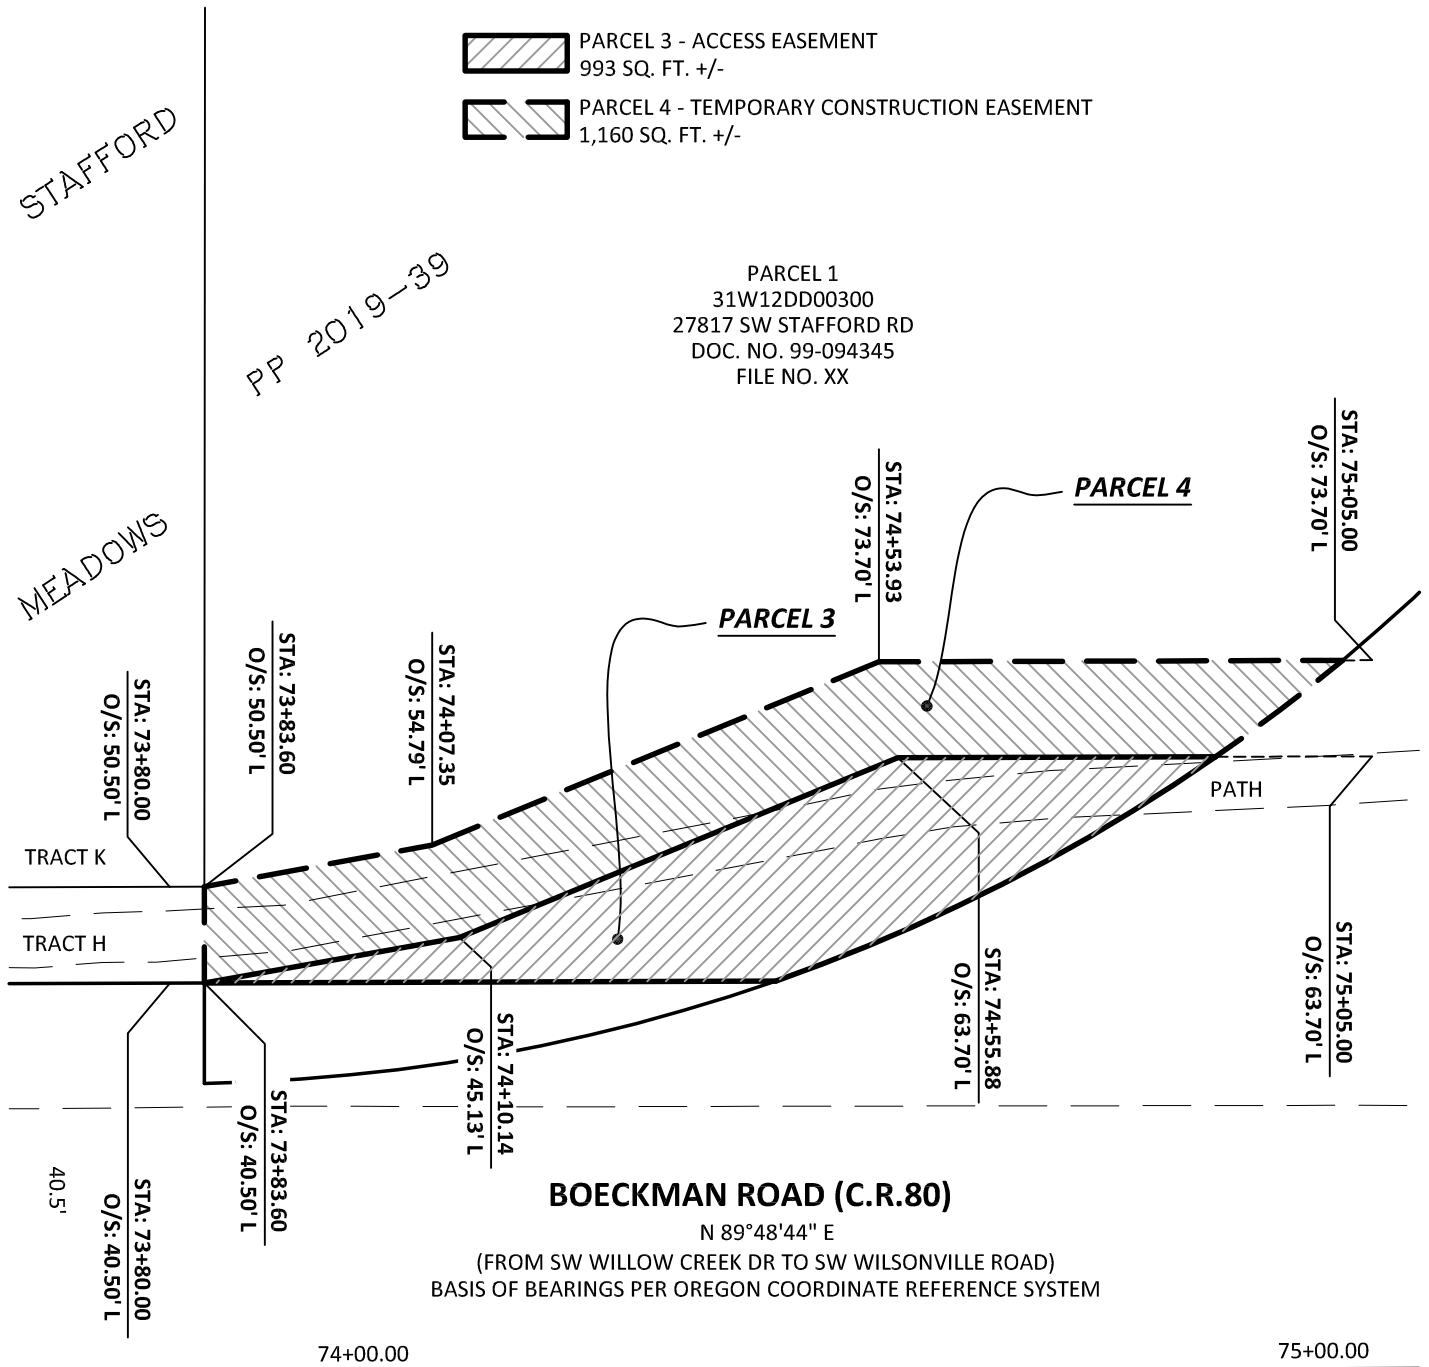 PARCEL 3 - ACCESS EASEMENT
993 SQ. FT. +/-
PARCEL 4 - TEMPORARY CONSTRUCTION EASEMENT
1,160 SQ. FT. +/-
STAFFORD
PP 2019-39
MEADOWS
PARCEL 1
31W12DD00300
27817 SW STAFFORD RD
DOC. NO. 99-094345
FILE NO. XX
STA: 75+05.00
O/S: 73.70' L
STA: 74+53.93
O/S: 73.70' L
PARCEL 4
PARCEL 3
STA: 73+83.60
O/S: 50.50' L
STA: 74+07.35
O/S: 54.79' L
STA: 73+80.00
O/S: 50.50' L
PATH
TRACT K
TRACT H
STA: 75+05.00
O/S: 63.70' L
STA: 74+55.88
O/S: 63.70' L
STA: 74+10.14
O/S: 45.13' L
STA: 73+83.60
O/S: 40.50' L
STA: 73+80.00
O/S: 40.50' L
40.5'
BOECKMAN ROAD (C.R.80)
N 89°48'44" E
(FROM SW WILLOW CREEK DR TO SW WILSONVILLE ROAD)
BASIS OF BEARINGS PER OREGON COORDINATE REFERENCE SYSTEM
74+00.00
75+00.00